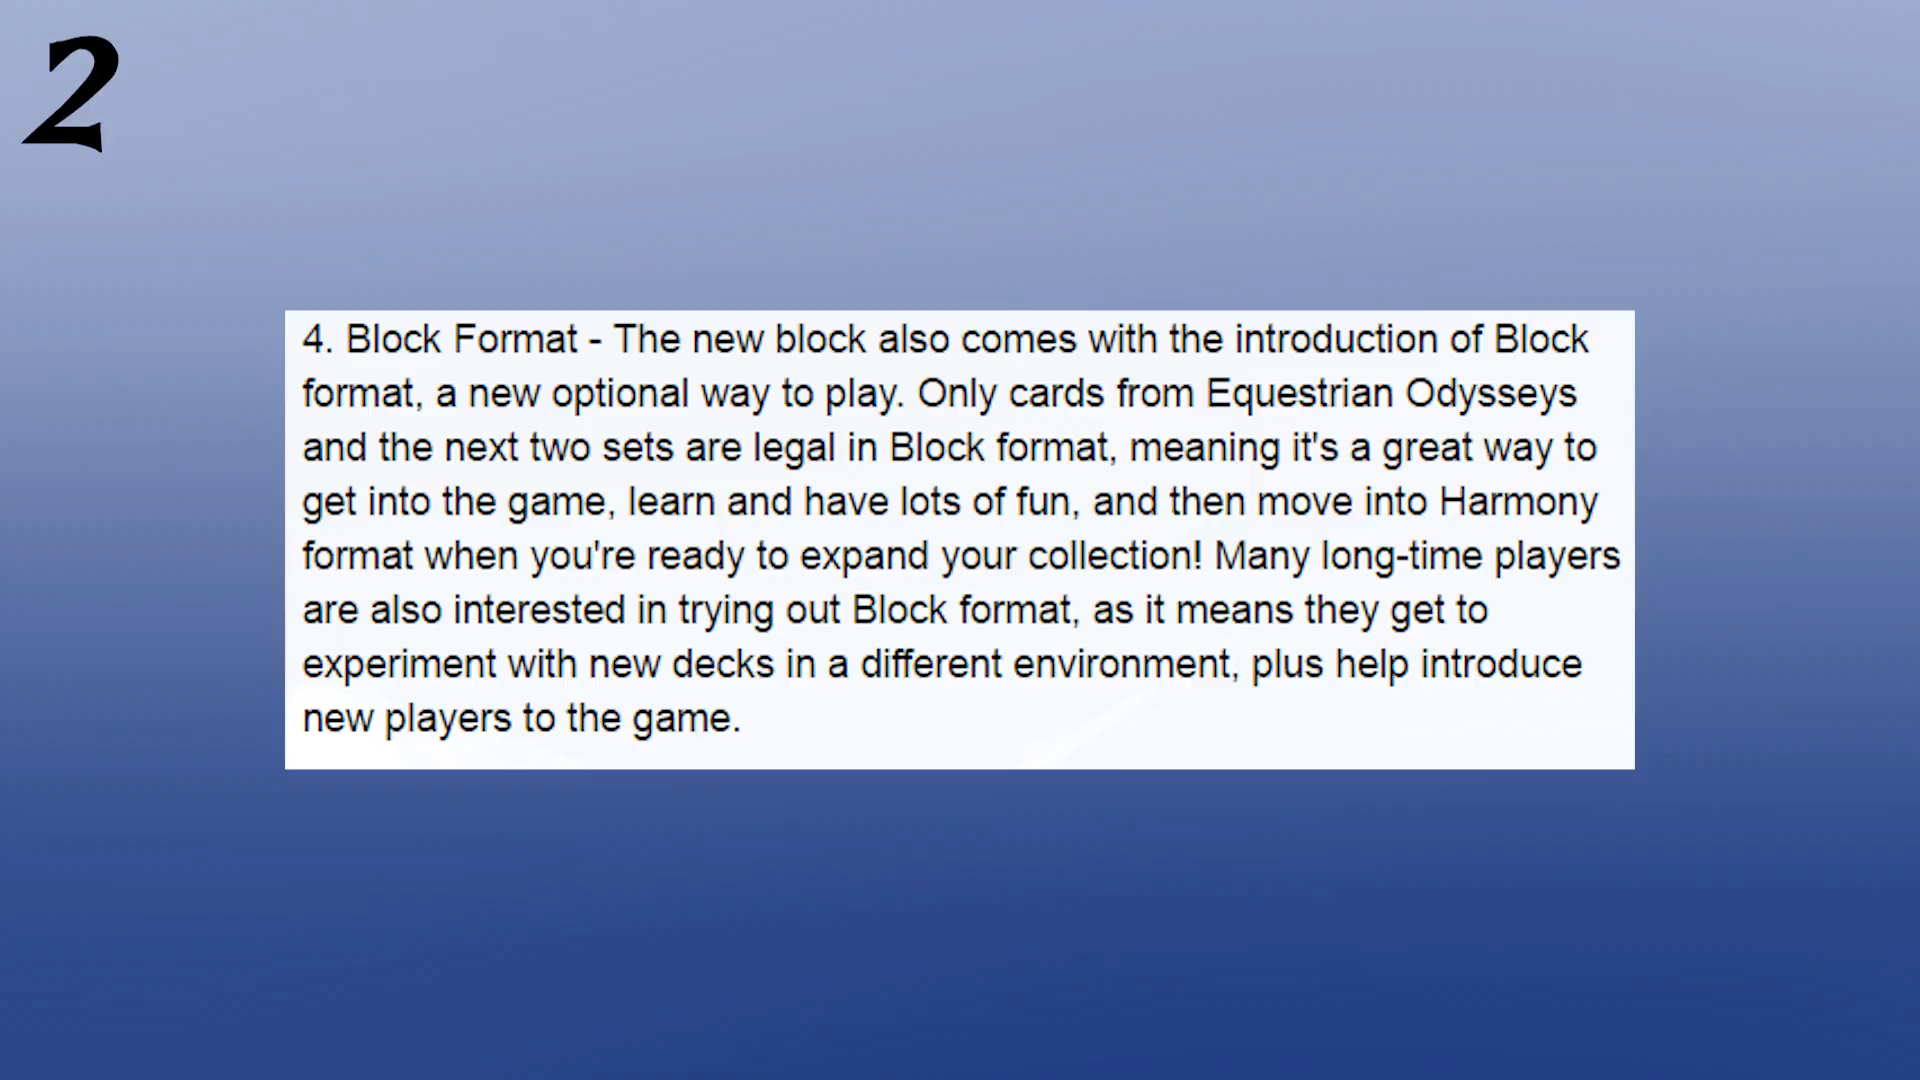 2
4. Block Format - The new block also comes with the introduction of Block
format, a new optional way to play. Only cards from Equestrian Odysseys
and the next two sets are legal in Block format, meaning it's a great way to
get into the game, learn and have lots of fun, and then move into Harmony
format when you're ready to expand your collection! Many long-time players
are also interested in trying out Block format, as it means they get to
experiment with new decks in a different environment, plus help introduce
new players to the game.